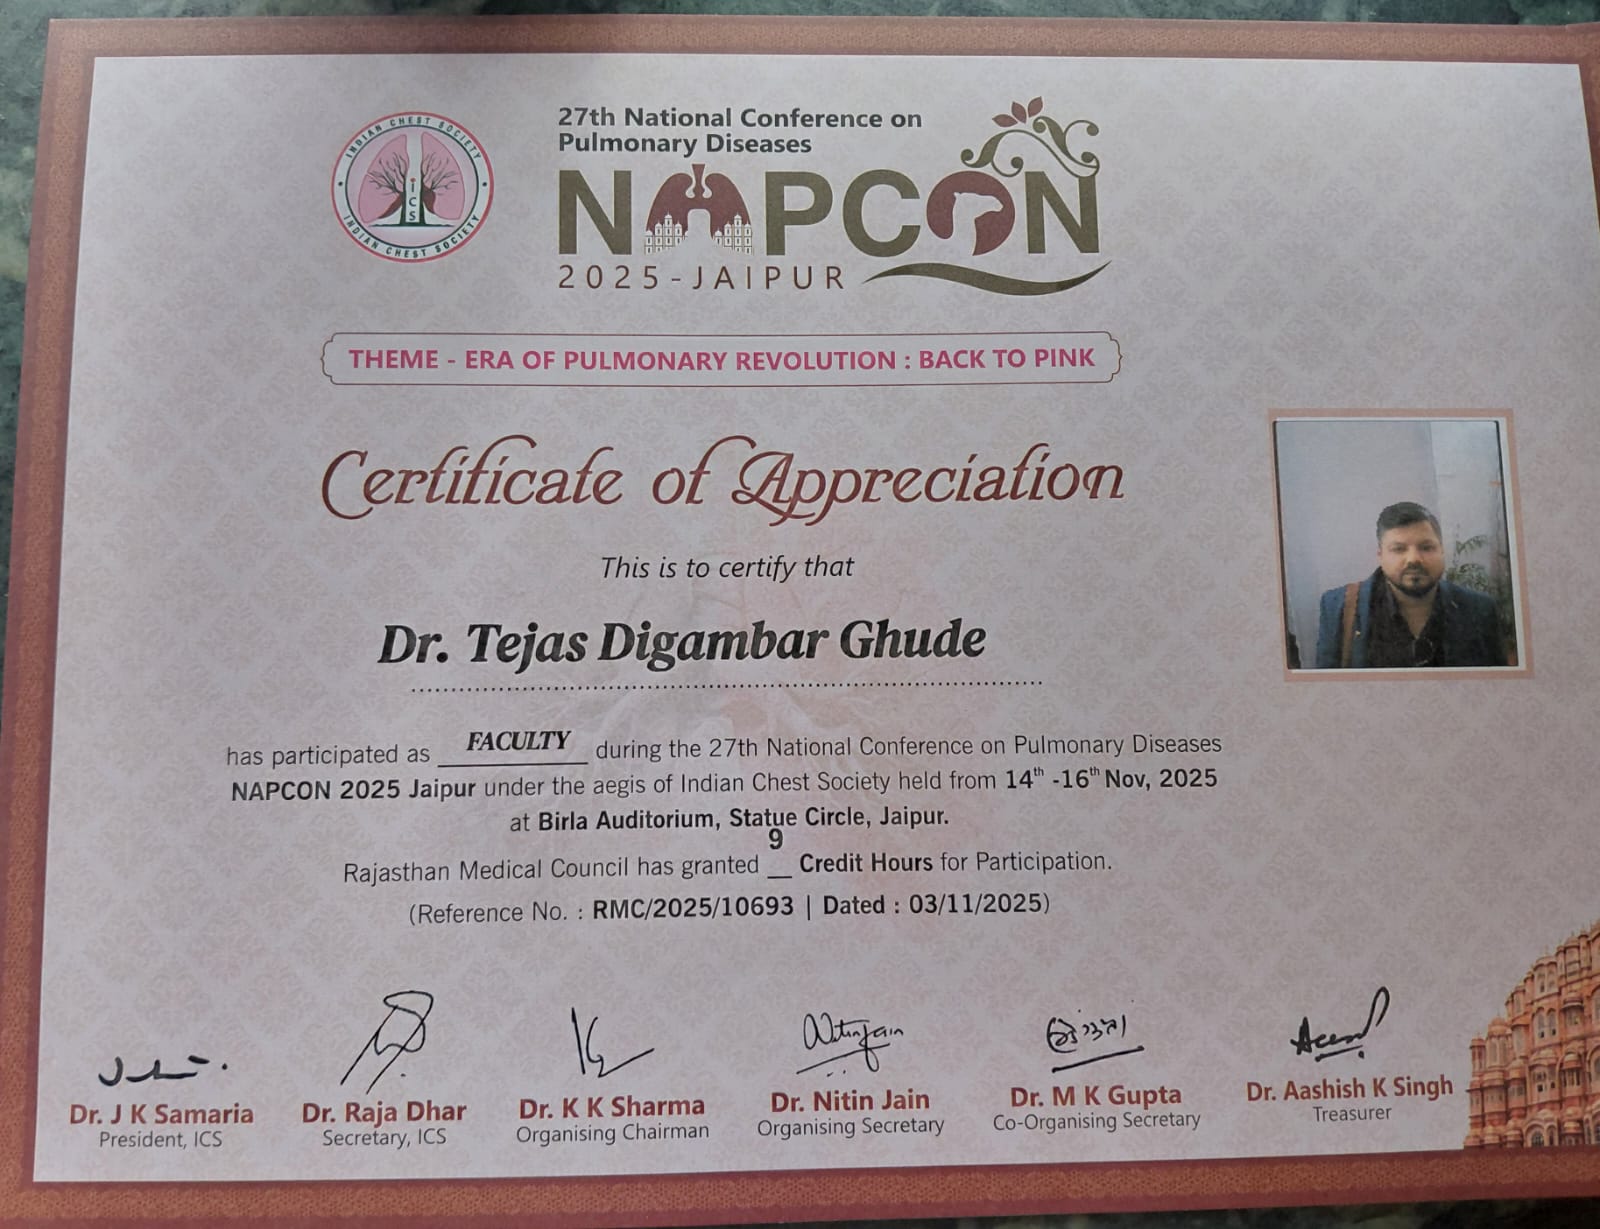 INDIAN CHEST SOCIETY
ICS
INDIAN CHEST SOCIETY
27th National Conference on
Pulmonary Diseases
NAPCON
2025-JAIPUR
THEME - ERA OF PULMONARY REVOLUTION : BACK TO PINK
Certificate of Appreciation
This is to certify that
Dr. Tejas Digambar Ghude
has participated as FACULTY during the 27th National Conference on Pulmonary Diseases
NAPCON 2025 Jaipur under the aegis of Indian Chest Society held from 14th -16th Nov, 2025
at Birla Auditorium, Statue Circle, Jaipur.
Rajasthan Medical Council has granted 9 Credit Hours for Participation.
(Reference No. : RMC/2025/10693 | Dated : 03/11/2025)
Nitin Jain
Dr. J K Samaria
President, ICS
Dr. Raja Dhar
Secretary, ICS
Dr. K K Sharma
Organising Chairman
Dr. Nitin Jain
Organising Secretary
Dr. M K Gupta
Co-Organising Secretary
Dr. Aashish K Singh
Treasurer